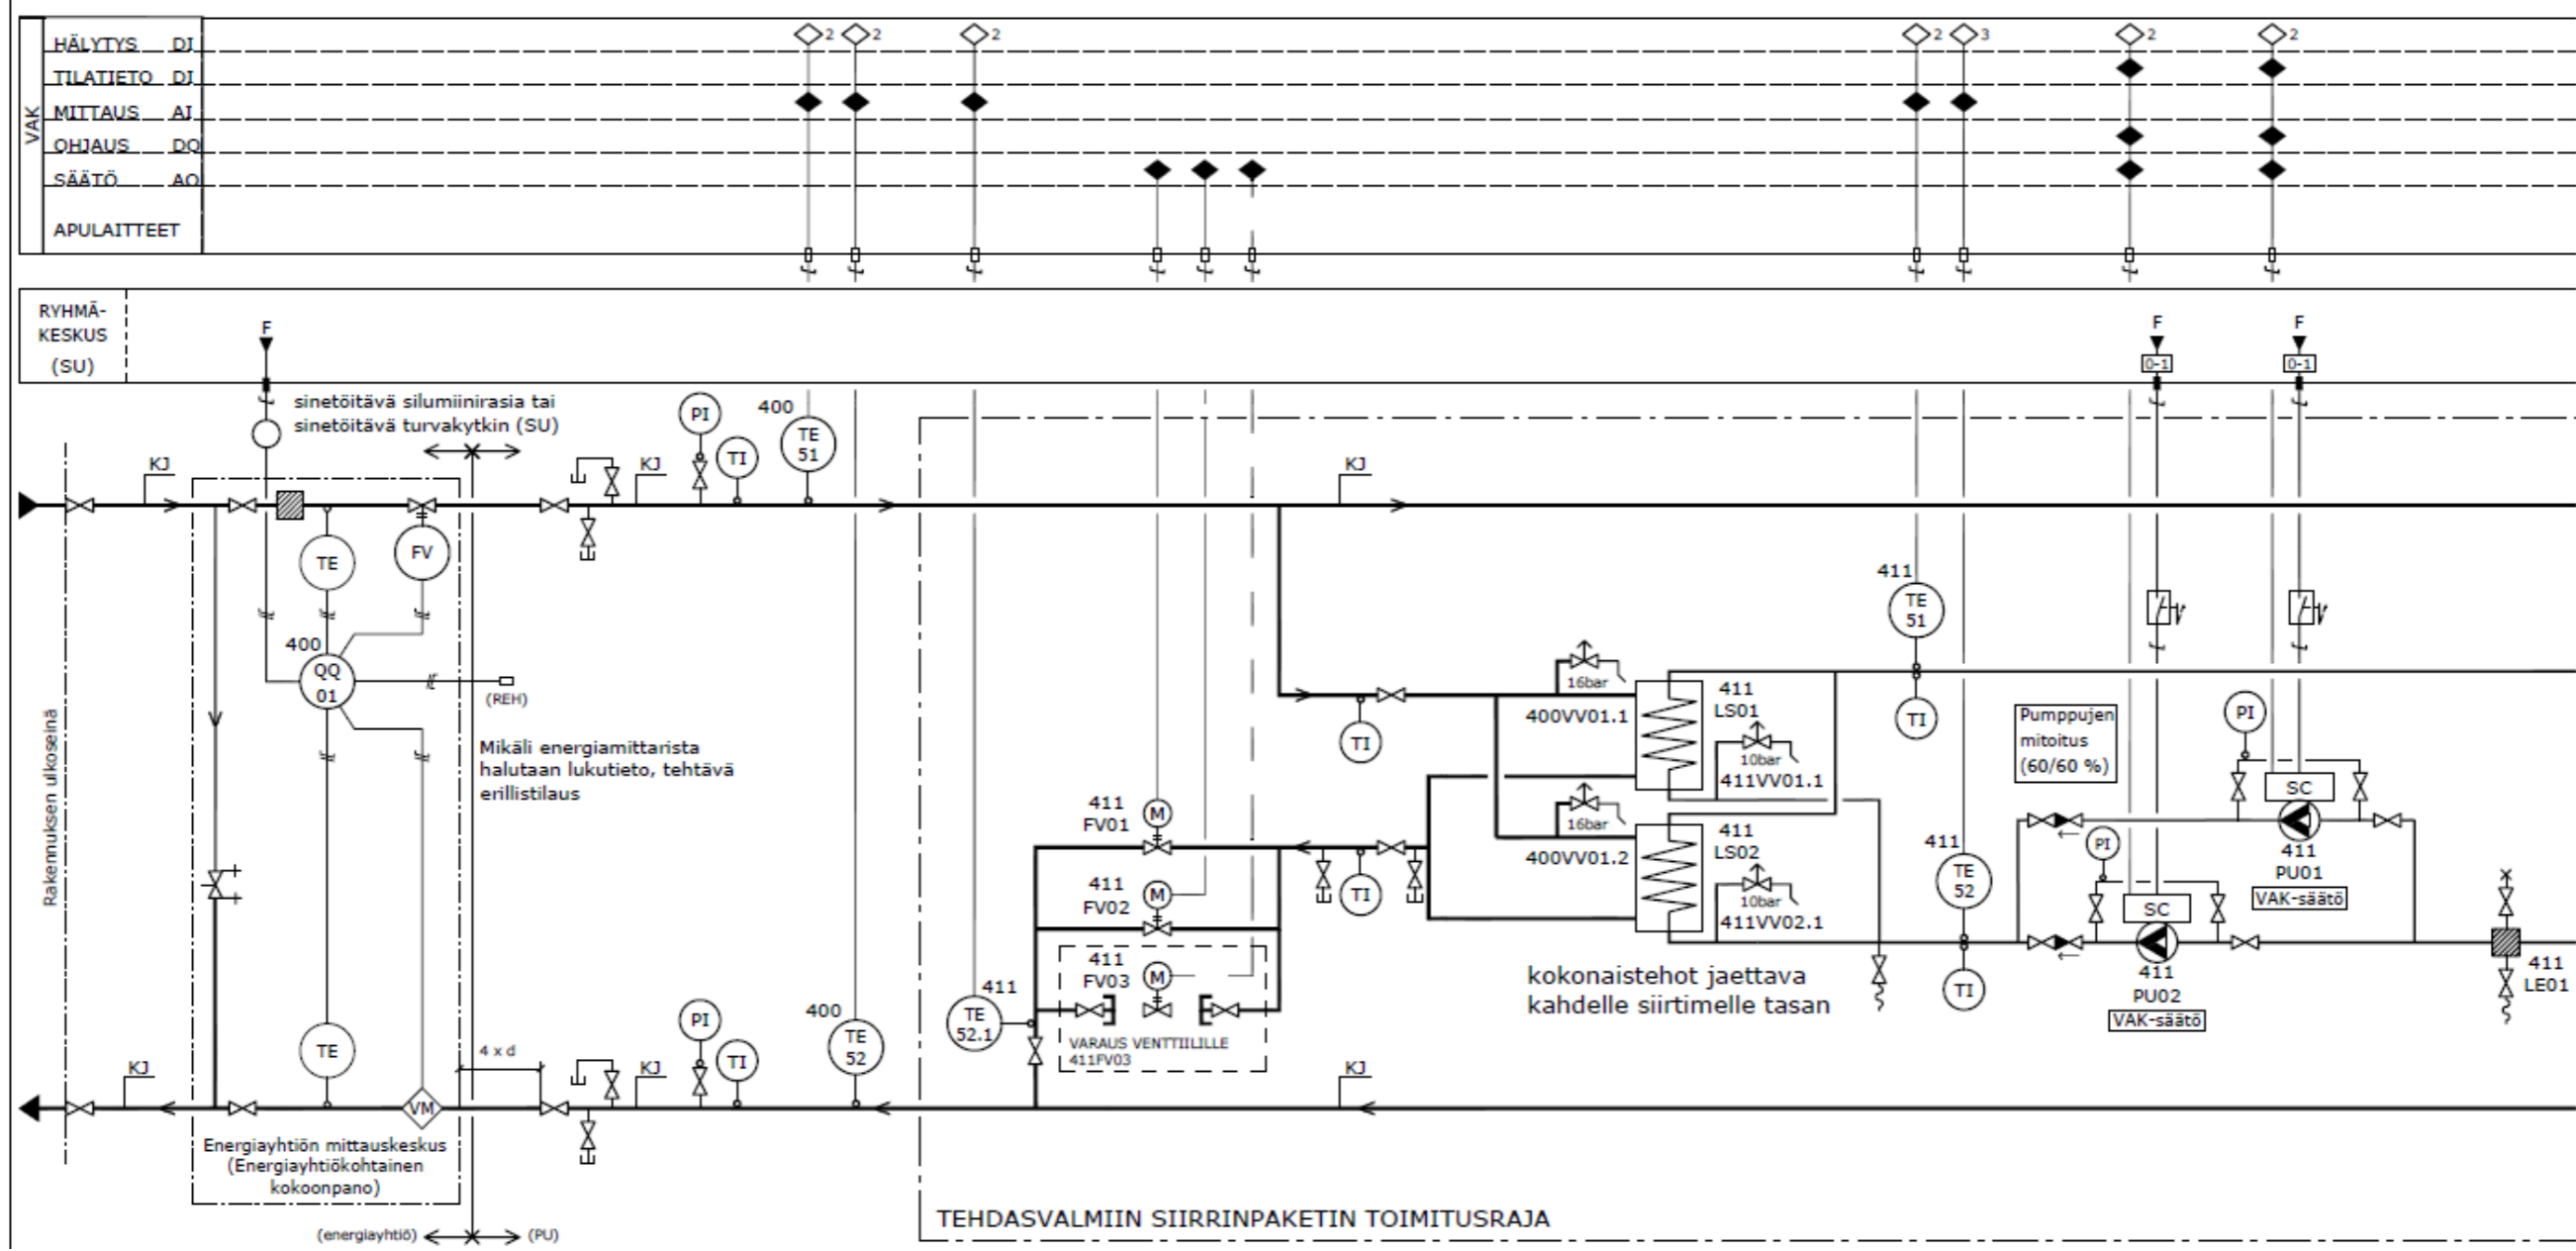 VAK
HÄLYTYS DI
TILATIETO DI
MITTAUS AI
OHJAUS DO
SÄÄTÖ AO
APULAITTEET
2
2
2
2
3
2
2
RYHMÄ-
KESKUS
(SU)
F
F
F
0-1
0-1
sinetöitävä silumiinirasia tai
sinetöitävä turvakytkin (SU)
KJ
KJ
PI
TI
400
TE
51
KJ
TE
FV
400
QQ
01
(REH)
Rakennuksen ulkoseinä
Mikäli energiamittarista
halutaan lukutieto, tehtävä
erillistilaus
411
TE
51
TI
16bar
400VV01.1
411
LS01
TI
10bar
411VV01.1
Pumppujen
mitoitus
(60/60 %)
PI
SC
411
PU01
VAK-säätö
411
FV01
M
16bar
400VV01.2
411
LS02
10bar
411VV02.1
TI
411
FV02
M
411
TE
52
TI
PI
SC
411
PU02
VAK-säätö
411
LE01
411
FV03
M
VARAUS VENTTIILILLE
411FV03
411
TE
52.1
kokonaistehot jaettava
kahdelle siirtimelle tasan
TE
4 x d
PI
TI
400
TE
52
KJ
KJ
KJ
VM
Energiayhtiön mittauskeskus
(Energiayhtiökohtainen
kokoonpano)
(energiayhtiö)
(PU)
TEHDASVALMIIN SIIRRINPAKETIN TOIMITUSRAJA